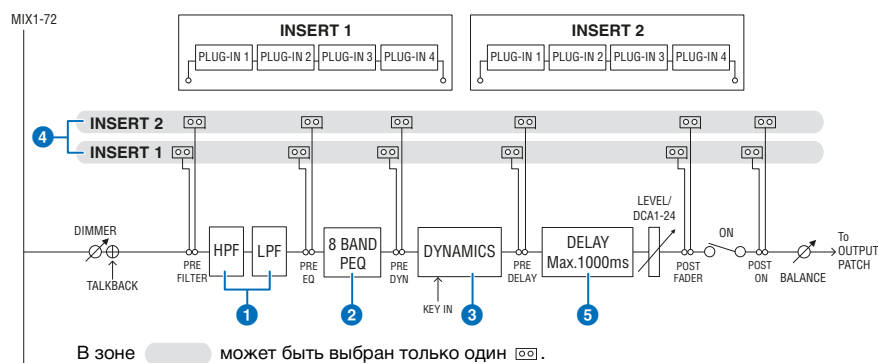 MIX1-72
INSERT 1
PLUG-IN 1 PLUG-IN 2 PLUG-IN 3 PLUG-IN 4
INSERT 2
PLUG-IN 1 PLUG-IN 2 PLUG-IN 3 PLUG-IN 4
4
INSERT 2
INSERT 1
DIMMER
TALKBACK
PRE
FILTER
HPF
LPF
1
PRE
EQ
8 BAND
PEQ
2
PRE
DYN
DYNAMICS
KEY IN
3
PRE
DELAY
DELAY
Max.1000ms
5
LEVEL/
DCA1-24
POST
FADER
ON
POST
ON
BALANCE
To
OUTPUT
PATCH
В зоне может быть выбран только один .